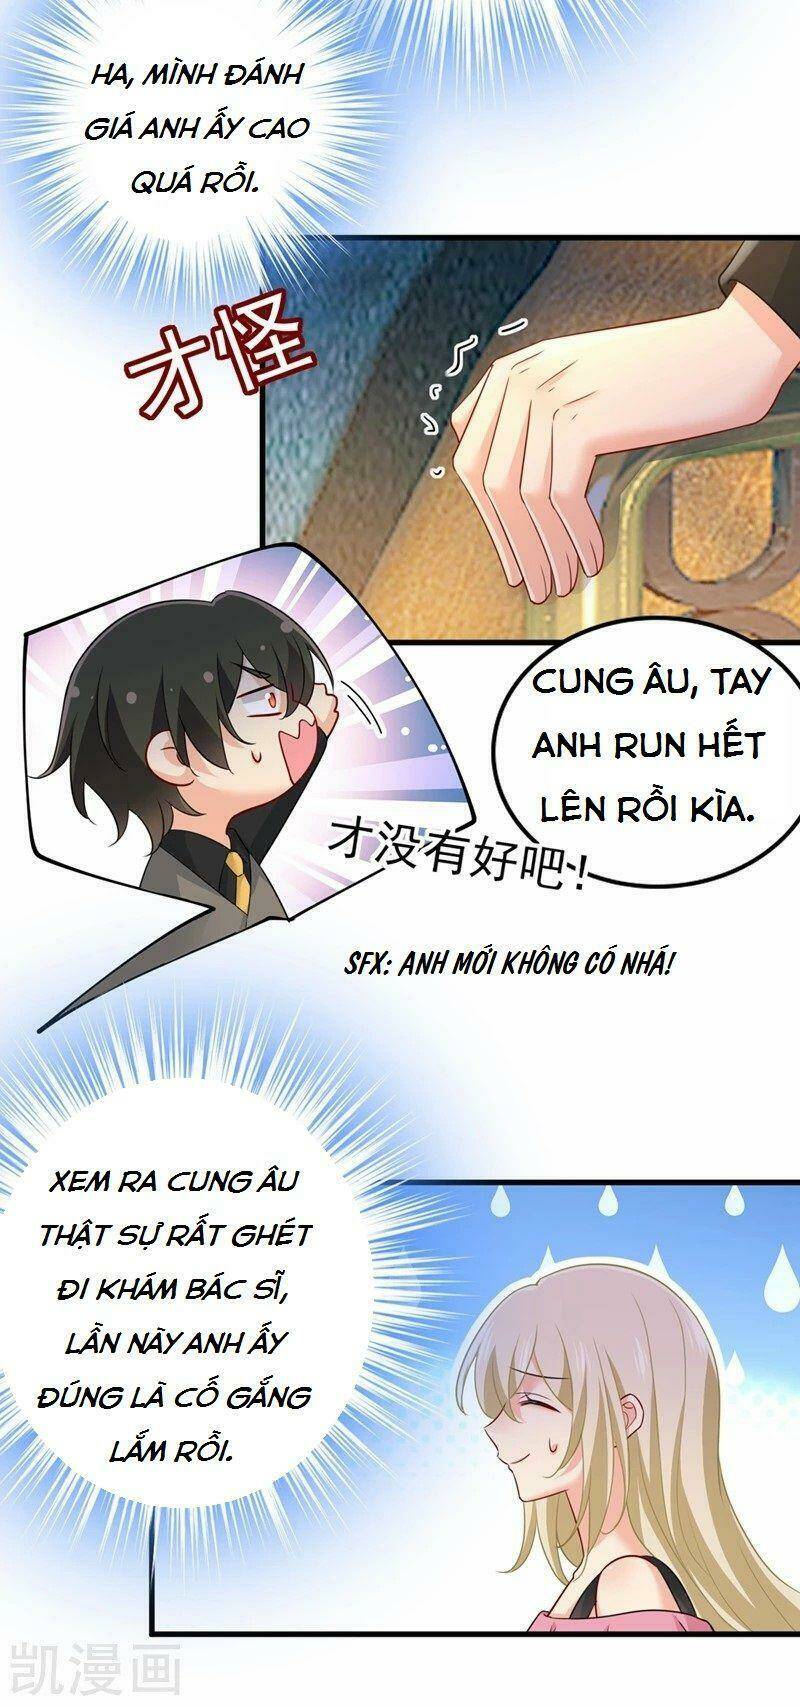 HA, MÌNH ĐÁNH
GIÁ ANH ẤY CAO
QUÁ RỒI.
才怪
CUNG ÂU, TAY
ANH RUN HẾT
LÊN RỒI KÌA.
才没有好吧!
SFX: ANH MỚI KHÔNG CÓ NHÁ!
XEM RA CUNG ÂU
THẬT SỰ RẤT GHÉT
ĐI KHÁM BÁC SĨ,
LẦN NÀY ANH ẤY
ĐÚNG LÀ CỐ GẮNG
LẮM RỒI.
凯漫画